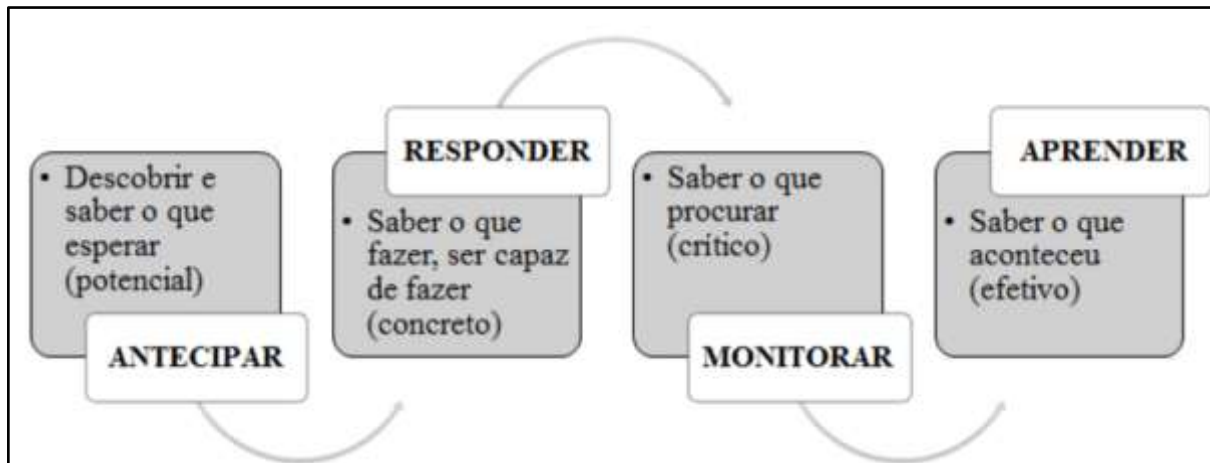 • Descobrir e
saber o que
esperar
(potencial)
ANTECIPAR
RESPONDER
• Saber o que
fazer, ser capaz
de fazer
(concreto)
• Saber o que
procurar
(crítico)
MONITORAR
APRENDER
• Saber o que
aconteceu
(efetivo)